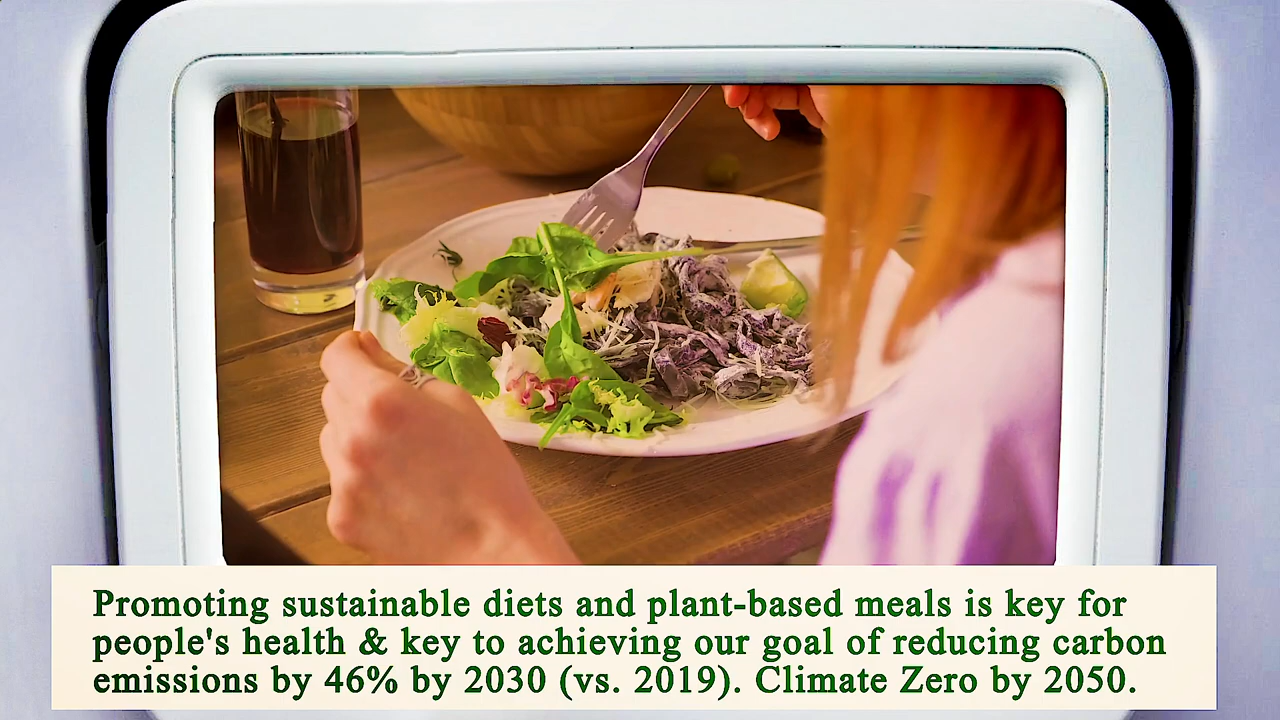 Promoting sustainable diets and plant-based meals is key for
people's health & key to achieving our goal of reducing carbon
emissions by 46% by 2030 (vs. 2019). Climate Zero by 2050.